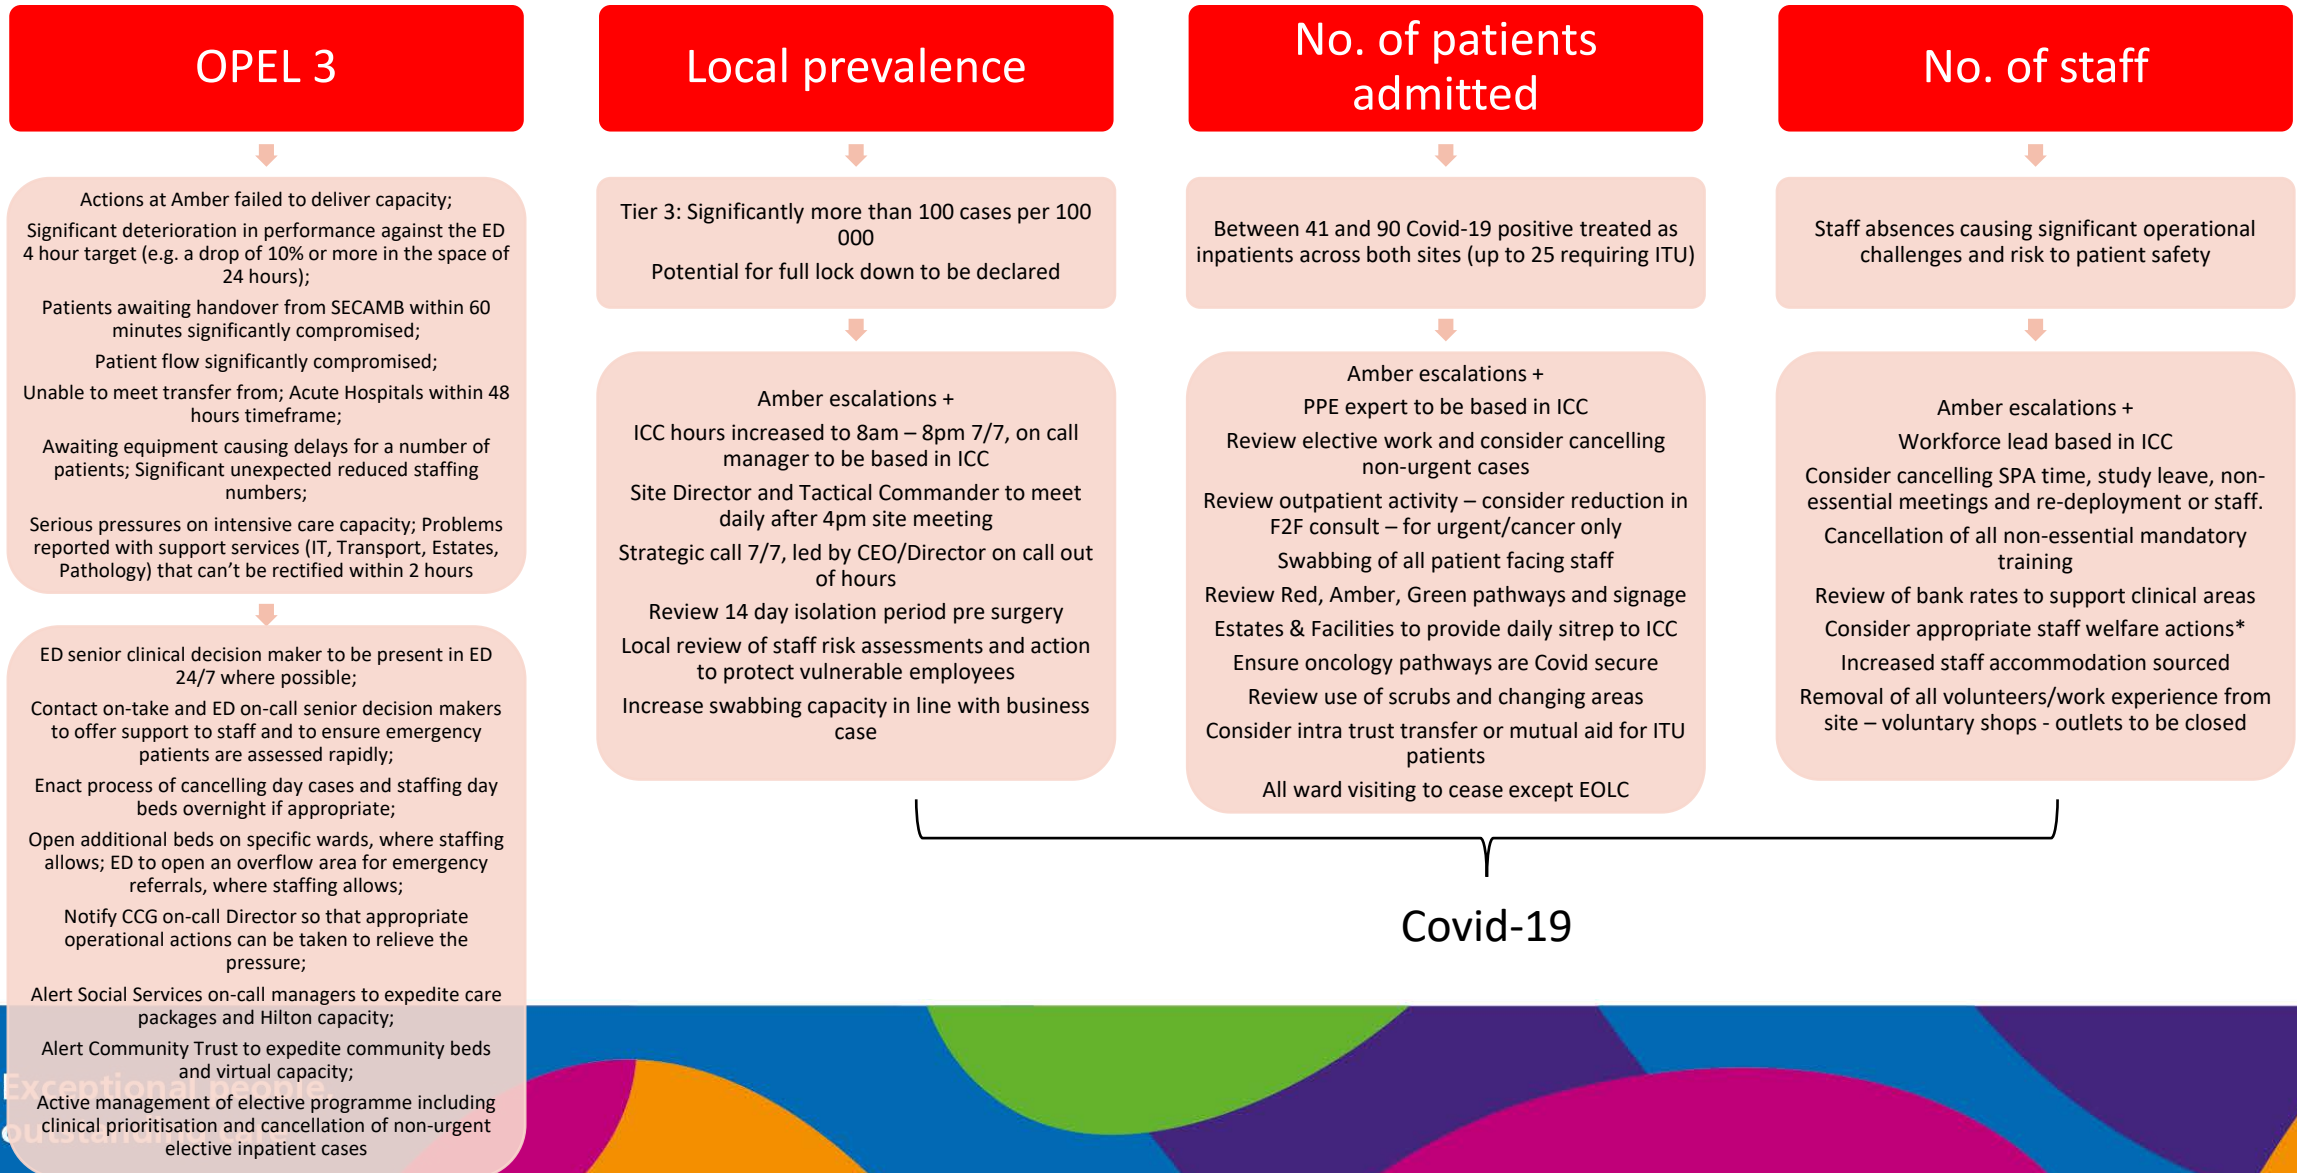 OPEL 3
Actions at Amber failed to deliver capacity;
Significant deterioration in performance against the ED
4 hour target (e.g. a drop of 10% or more in the space of
24 hours);
Patients awaiting handover from SECAMB within 60
minutes significantly compromised;
Patient flow significantly compromised;
Unable to meet transfer from; Acute Hospitals within 48
hours timeframe;
Awaiting equipment causing delays for a number of
patients; Significant unexpected reduced staffing
numbers;
Serious pressures on intensive care capacity; Problems
reported with support services (IT, Transport, Estates,
Pathology) that can’t be rectified within 2 hours
ED senior clinical decision maker to be present in ED
24/7 where possible;
Contact on-take and ED on-call senior decision makers
to offer support to staff and to ensure emergency
patients are assessed rapidly;
Enact process of cancelling day cases and staffing day
beds overnight if appropriate;
Open additional beds on specific wards, where staffing
allows; ED to open an overflow area for emergency
referrals, where staffing allows;
Notify CCG on-call Director so that appropriate
operational actions can be taken to relieve the
pressure;
Alert Social Services on-call managers to expedite care
packages and Hilton capacity;
Alert Community Trust to expedite community beds
and virtual capacity;
Active management of elective programme including
clinical prioritisation and cancellation of non-urgent
elective inpatient cases
Local prevalence
Tier 3: Significantly more than 100 cases per 100
000
Potential for full lock down to be declared
Amber escalations +
ICC hours increased to 8am – 8pm 7/7, on call
manager to be based in ICC
Site Director and Tactical Commander to meet
daily after 4pm site meeting
Strategic call 7/7, led by CEO/Director on call out
of hours
Review 14 day isolation period pre surgery
Local review of staff risk assessments and action
to protect vulnerable employees
Increase swabbing capacity in line with business
case
No. of patients
admitted
Between 41 and 90 Covid-19 positive treated as
inpatients across both sites (up to 25 requiring ITU)
Amber escalations +
PPE expert to be based in ICC
Review elective work and consider cancelling
non-urgent cases
Review outpatient activity – consider reduction in
F2F consult – for urgent/cancer only
Swabbing of all patient facing staff
Review Red, Amber, Green pathways and signage
Estates & Facilities to provide daily sitrep to ICC
Ensure oncology pathways are Covid secure
Review use of scrubs and changing areas
Consider intra trust transfer or mutual aid for ITU
patients
All ward visiting to cease except EOLC
No. of staff
Staff absences causing significant operational
challenges and risk to patient safety
Amber escalations +
Workforce lead based in ICC
Consider cancelling SPA time, study leave, non-
essential meetings and re-deployment or staff.
Cancellation of all non-essential mandatory
training
Review of bank rates to support clinical areas
Consider appropriate staff welfare actions*
Increased staff accommodation sourced
Removal of all volunteers/work experience from
site – voluntary shops - outlets to be closed
Covid-19
Exceptional people,
outstanding care